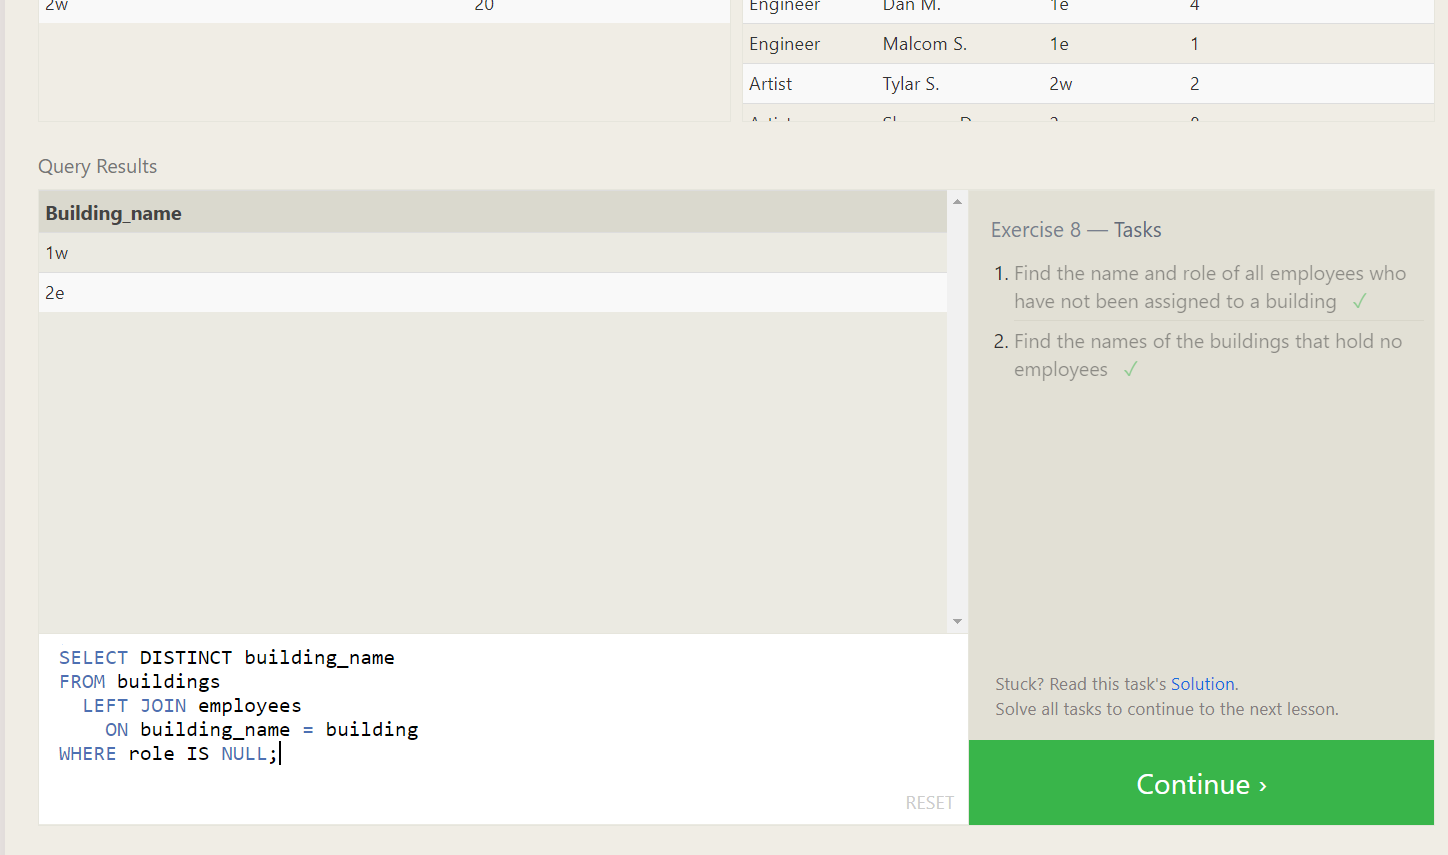 2w 20
Engineer Dan M. 1e 4
Engineer Malcom S. 1e 1
Artist Tylar S. 2w 2
Query Results
Building_name
1w
2e
Exercise 8 — Tasks
1. Find the name and role of all employees who
have not been assigned to a building ✓
2. Find the names of the buildings that hold no
employees ✓
SELECT DISTINCT building_name
FROM buildings
LEFT JOIN employees
ON building_name = building
WHERE role IS NULL;
RESET
Stuck? Read this task's Solution.
Solve all tasks to continue to the next lesson.
Continue ›